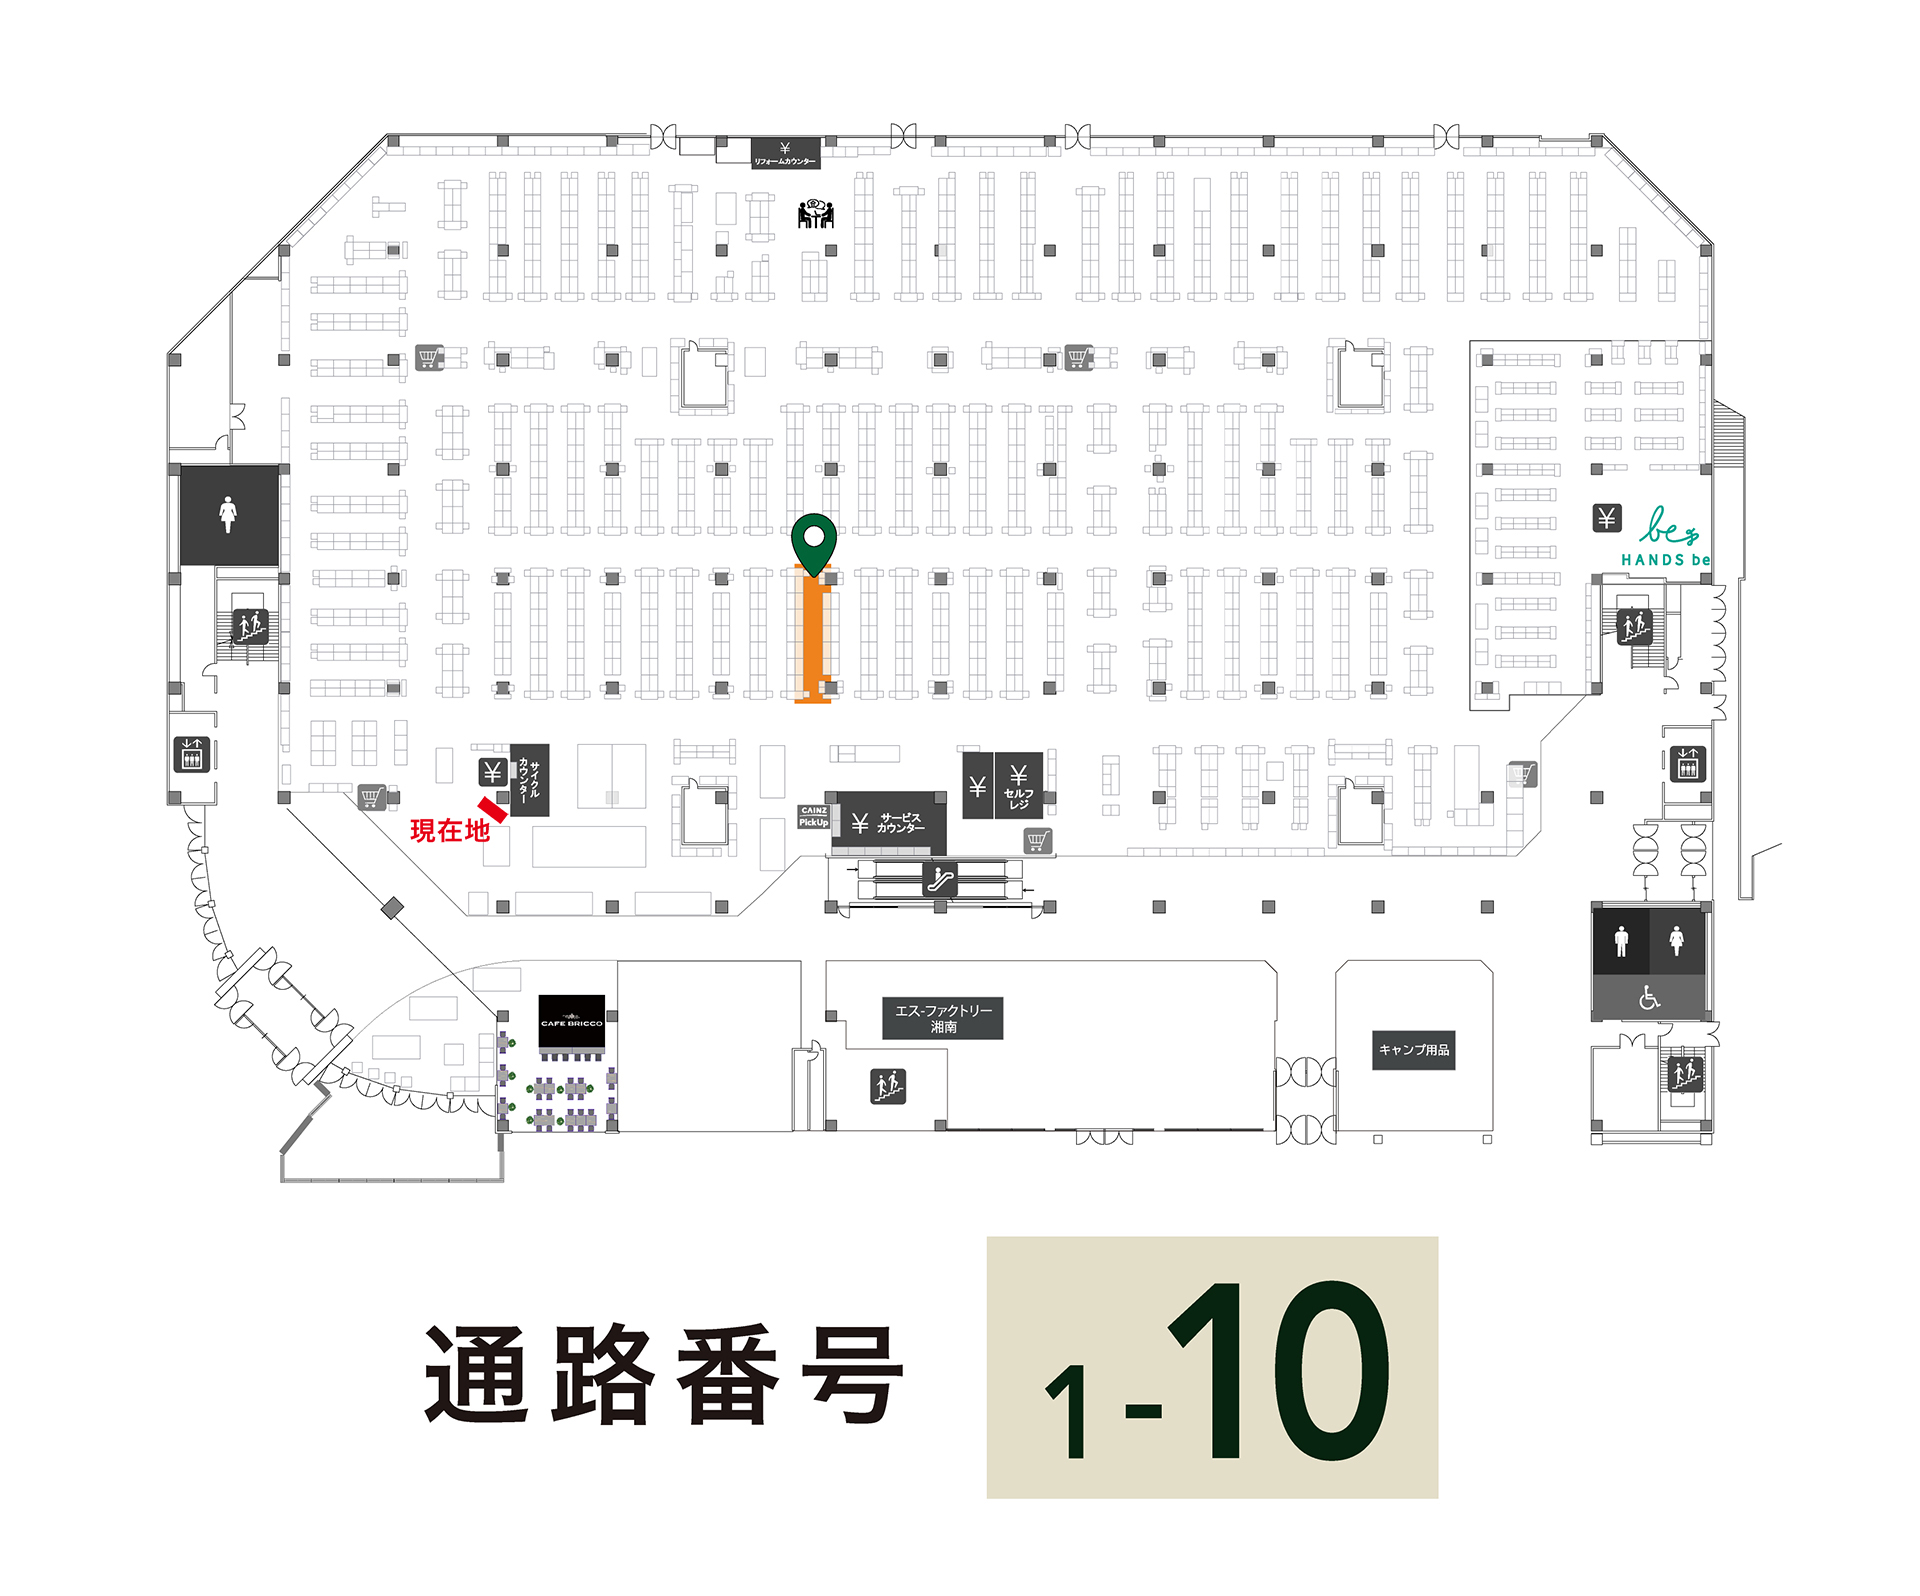 ¥
リフォームカウンター
¥
be
HANDS be
¥
サイクル
カウンター
現在地
CAINZ
PickUp
¥
サービス
カウンター
¥
¥
セルフ
レジ
CAFE BRICCO
エス-ファクトリー
湘南
キャンプ用品
通路番号
1-10